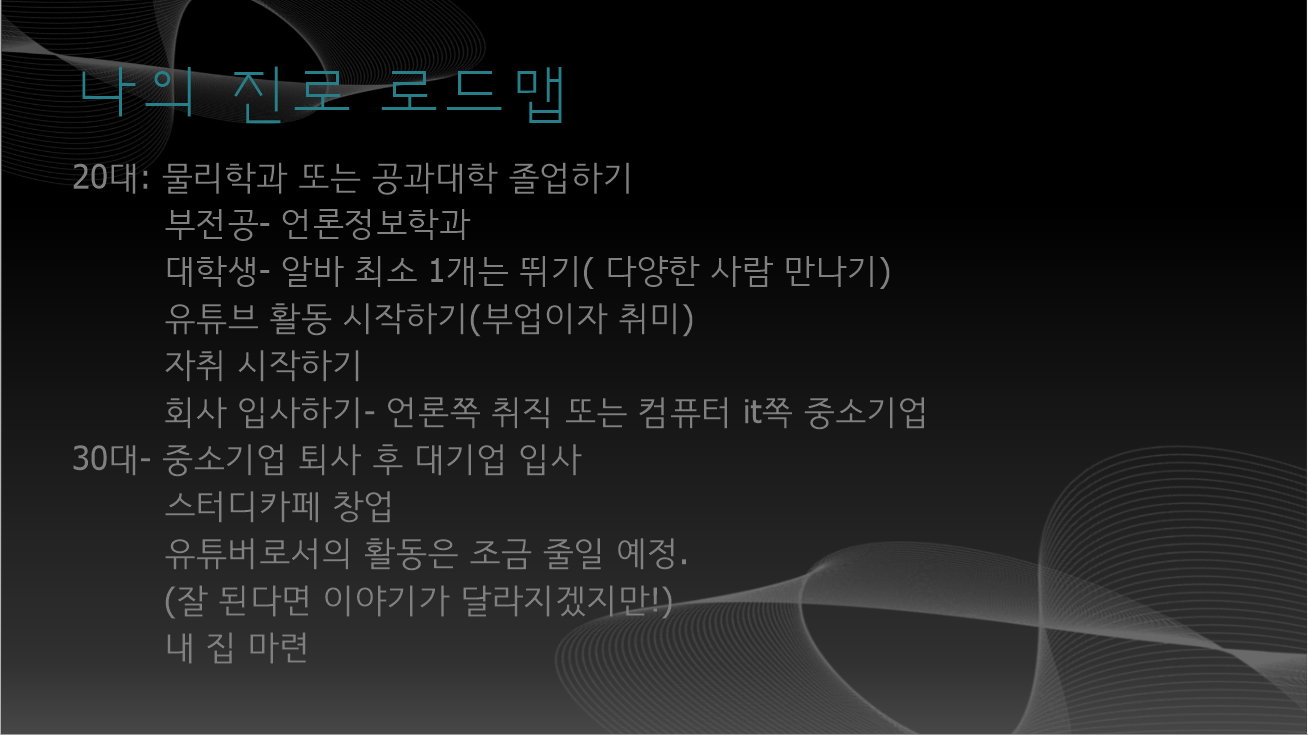 나의 진로 로드맵
20대: 물리학과 또는 공과대학 졸업하기
부전공- 언론정보학과
대학생- 알바 최소 1개는 뛰기( 다양한 사람 만나기)
유튜브 활동 시작하기(부업이자 취미)
자취 시작하기
회사 입사하기- 언론쪽 취직 또는 컴퓨터 it쪽 중소기업
30대- 중소기업 퇴사 후 대기업 입사
스터디카페 창업
유튜버로서의 활동은 조금 줄일 예정.
(잘 된다면 이야기가 달라지겠지만!)
내 집 마련